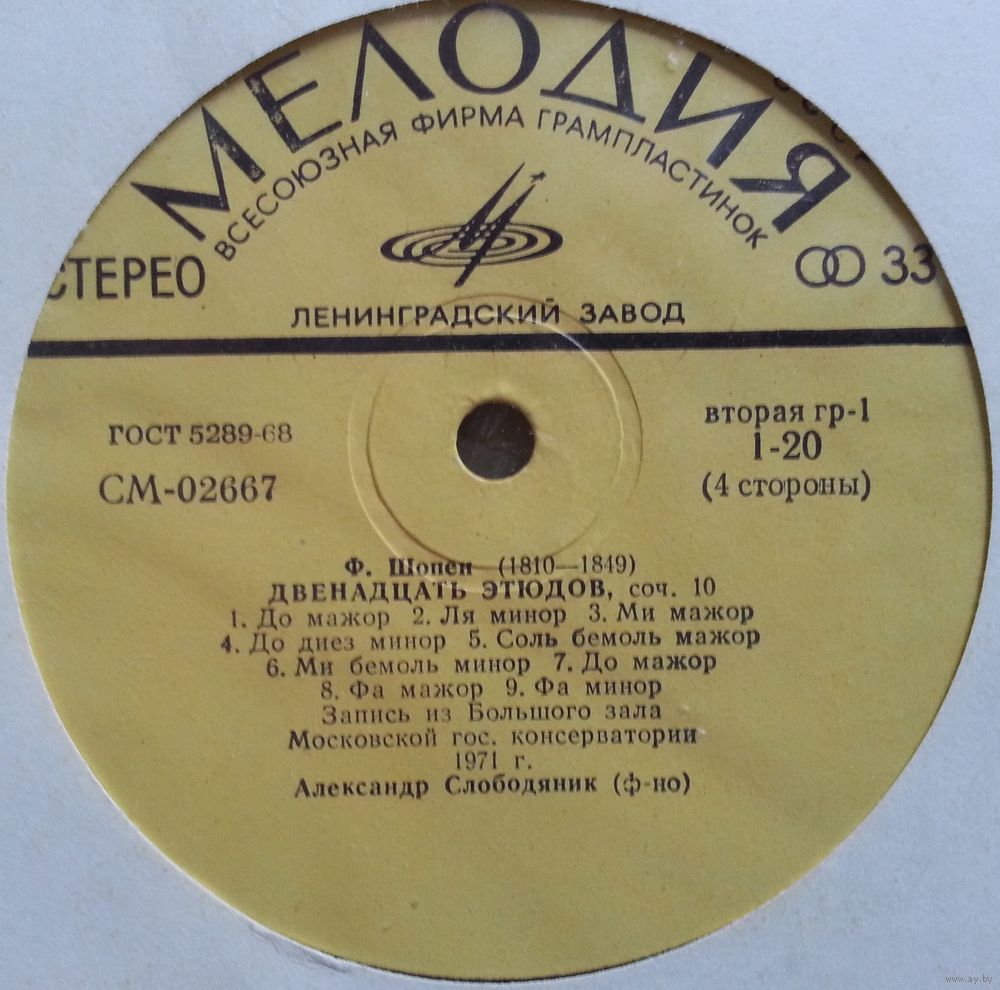 МЕЛОДИЯ
ВСЕСОЮЗНАЯ ФИРМА ГРАМПЛАСТИНОК
СТЕРЕО
33
ЛЕНИНГРАДСКИЙ ЗАВОД
ГОСТ 5289-68
вторая гр-1
СМ-02667
1-20
(4 стороны)
Ф. Шопен (1810—1849)
ДВЕНАДЦАТЬ ЭТЮДОВ, соч. 10
1. До мажор 2. Ля минор 3. Ми мажор
4. До диез минор 5. Соль бемоль мажор
6. Ми бемоль минор 7. До мажор
8. Фа мажор 9. Фа минор
Запись из Большого зала
Московской гос. консерватории
1971 г.
Александр Слободяник (ф-но)
www.ay.by